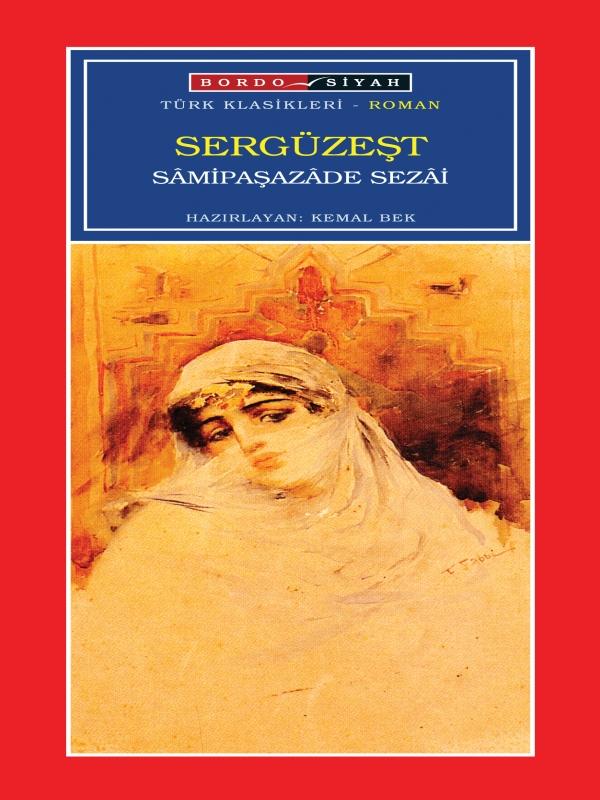 BORDO SİYAH
TÜRK KLASİKLERİ - ROMAN
SERGÜZEŞT
SÂMİPAŞAZÂDE SEZÂİ
HAZIRLAYAN: KEMAL BEK